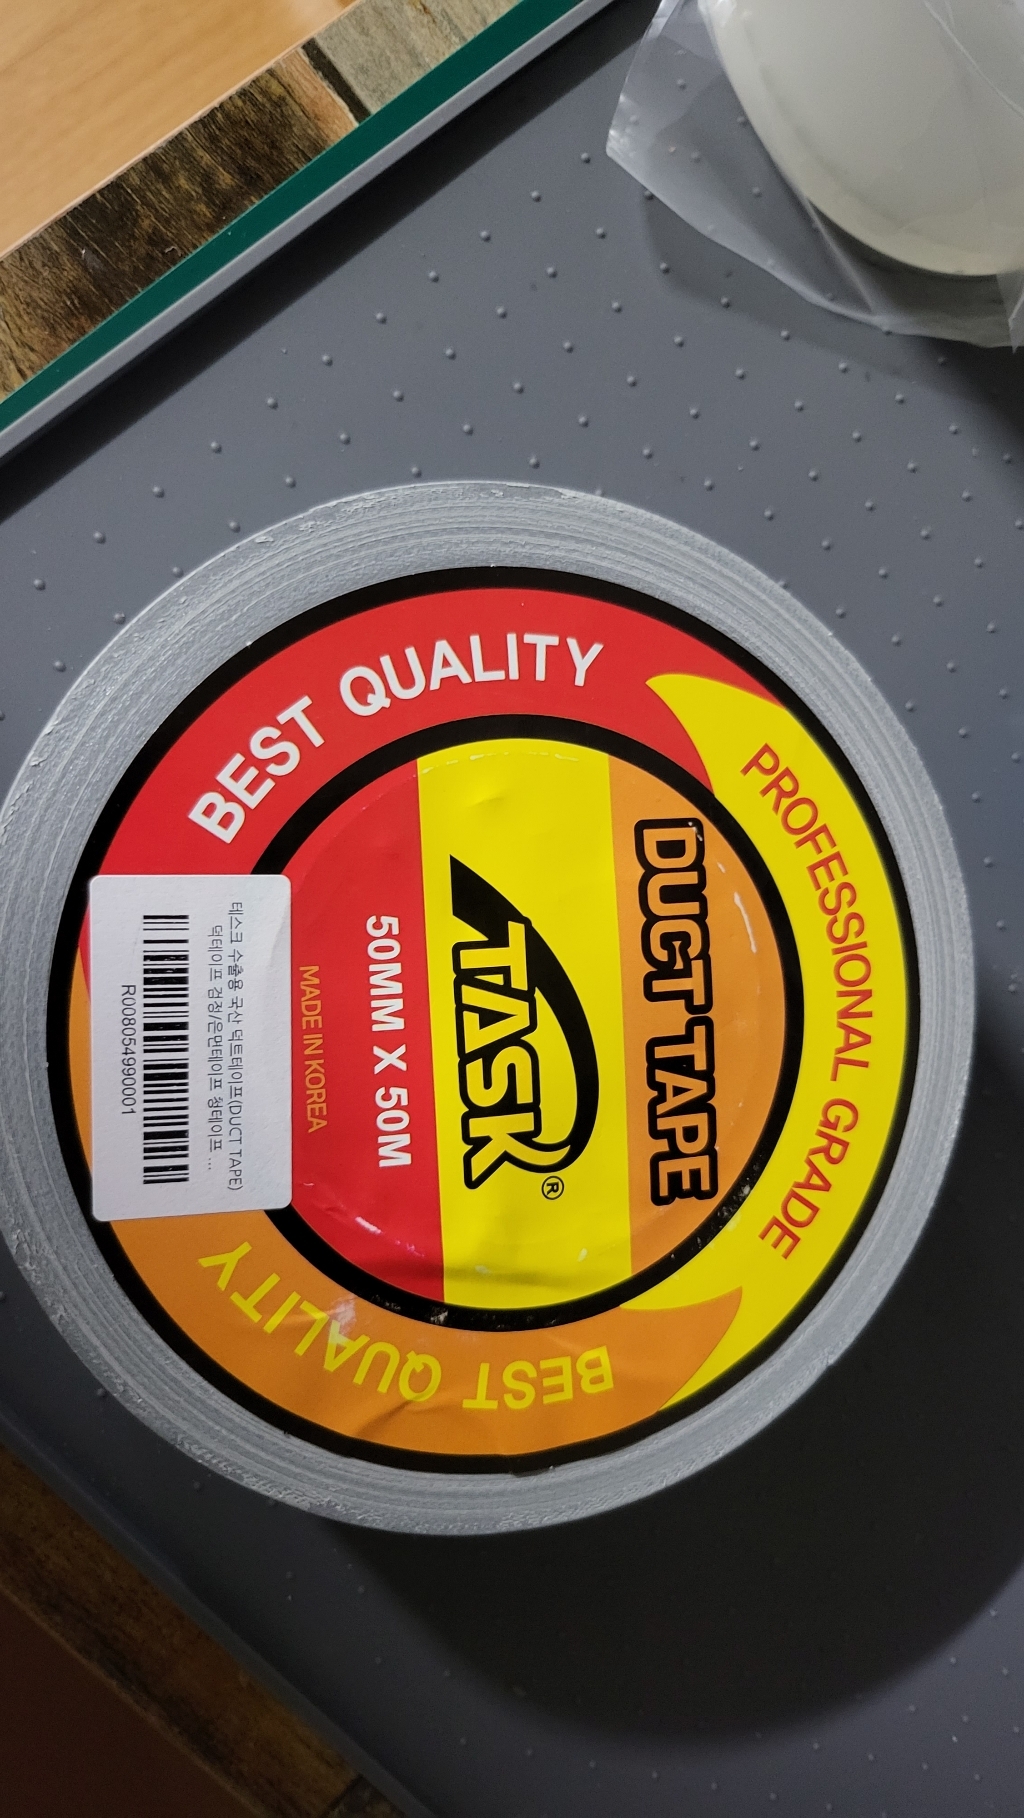 PROFESSIONAL GRADE
DUCT TAPE
TASK®
50MM X 50M
MADE IN KOREA
BEST QUALITY
BEST QUALITY
테스크 수출용 국산 덕트테이프(DUCT TAPE)
덕테이프 검정/은면테이프 청테이프 ...
R008054990001